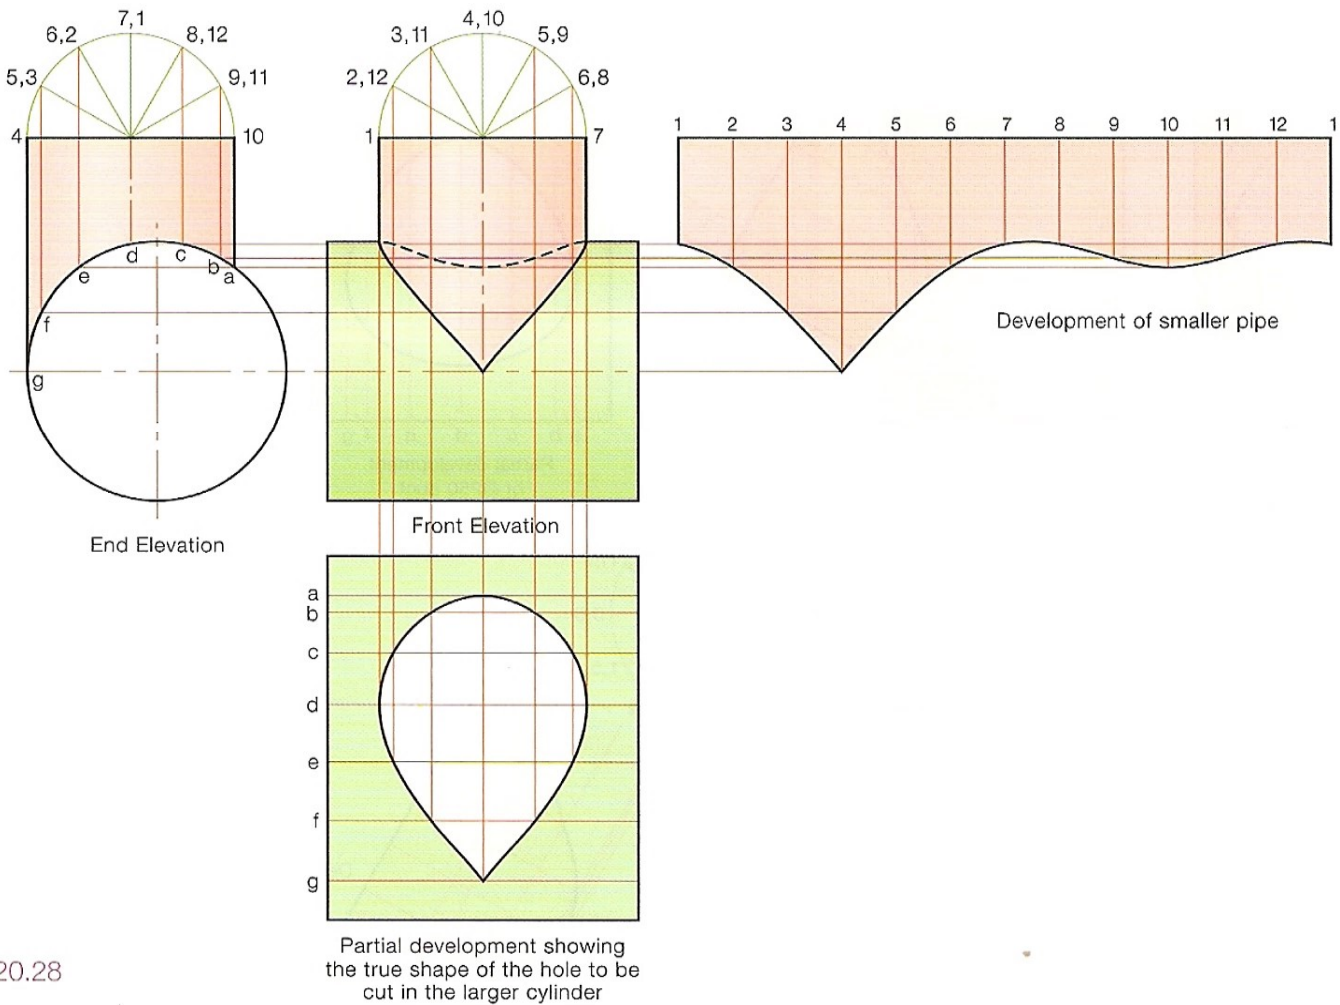 7,1
6,2
8,12
5,3
9,11
4
10
4,10
3,11
5,9
2,12
6,8
1
7
1 2 3 4 5 6 7 8 9 10 11 12 1
d
c
e
b
a
f
g
Development of smaller pipe
End Elevation
Front Elevation
a
b
c
d
e
f
g
Partial development showing
the true shape of the hole to be
cut in the larger cylinder
20.28